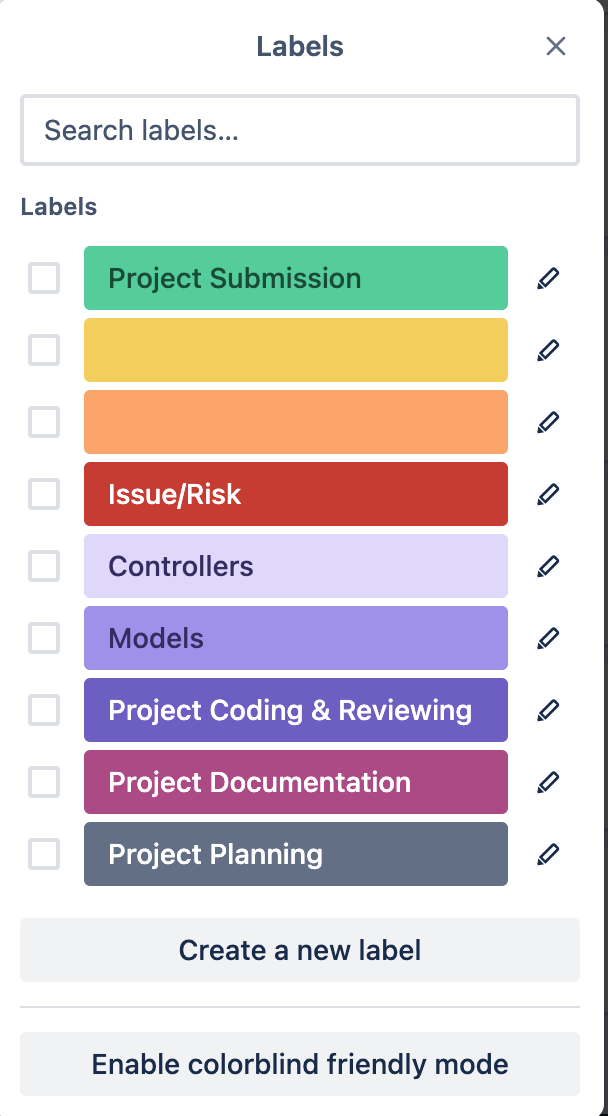 Labels
Search labels...
Labels
Project Submission
Issue/Risk
Controllers
Models
Project Coding & Reviewing
Project Documentation
Project Planning
Create a new label
Enable colorblind friendly mode